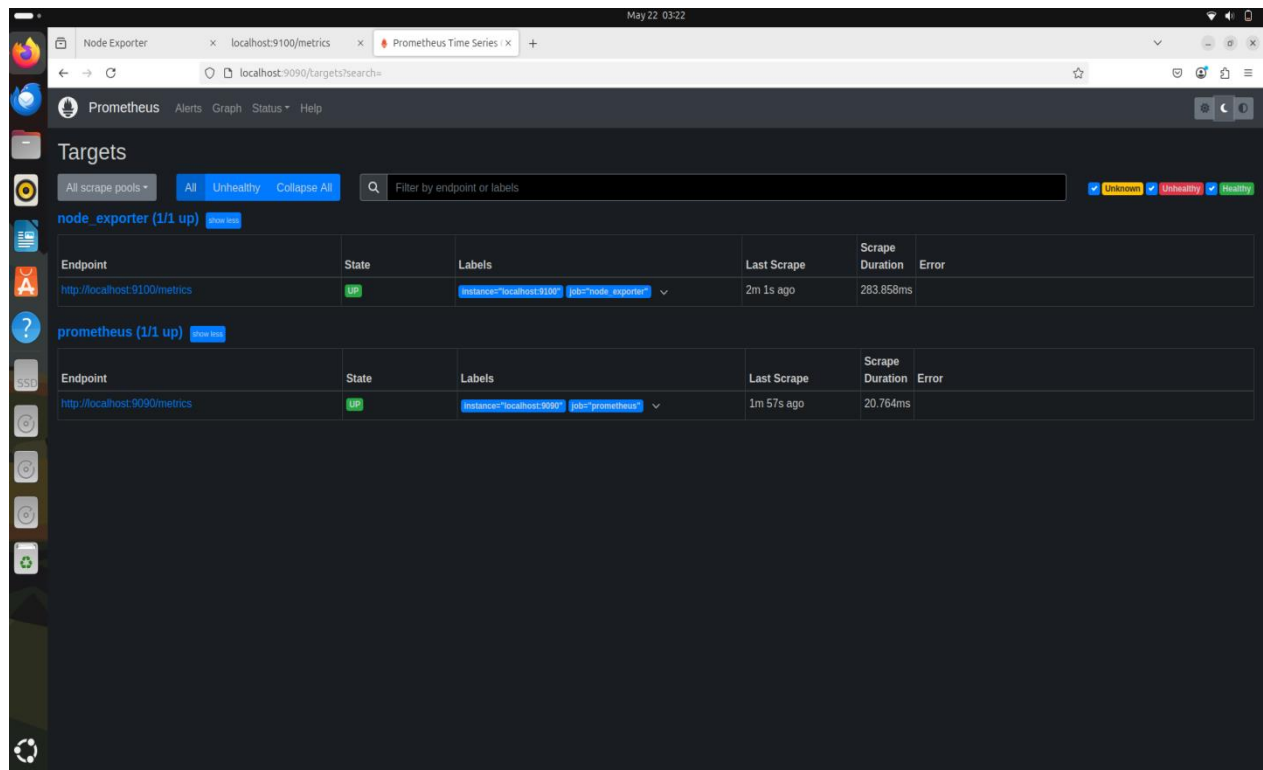 May 22 03:22
Node Exporter × localhost:9100/metrics × Prometheus Time Series × +
localhost:9090/targets?search=
Prometheus Alerts Graph Status Help
Targets
All scrape pools All Unhealthy Collapse All Filter by endpoint or labels Unknown Unhealthy Healthy
node_exporter (1/1 up) show less
Endpoint State Labels Last Scrape Scrape Duration Error
http://localhost:9100/metrics UP instance="localhost:9100" job="node_exporter" 2m 1s ago 283.858ms
prometheus (1/1 up) show less
Endpoint State Labels Last Scrape Scrape Duration Error
http://localhost:9090/metrics UP instance="localhost:9090" job="prometheus" 1m 57s ago 20.764ms
SSD